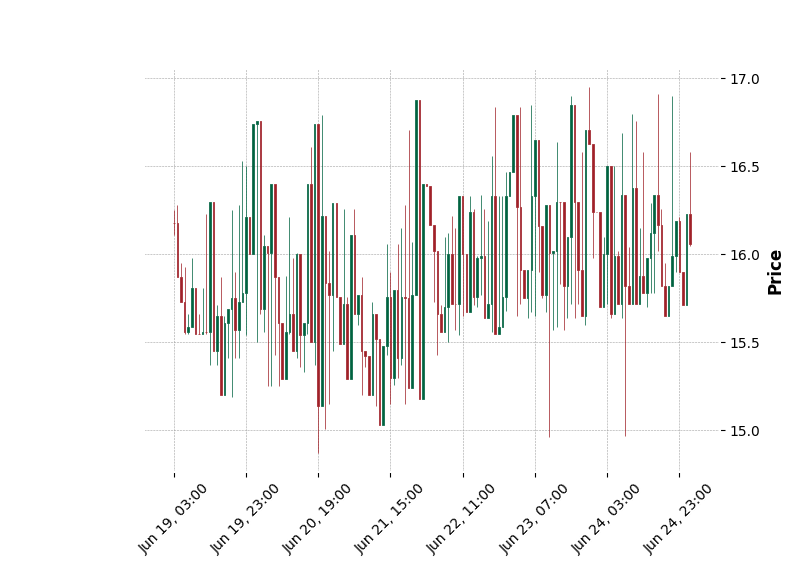 17.0
16.5
16.0
15.5
15.0
Price
Jun 19, 03:00
Jun 19, 23:00
Jun 20, 19:00
Jun 21, 15:00
Jun 22, 11:00
Jun 23, 07:00
Jun 24, 03:00
Jun 24, 23:00